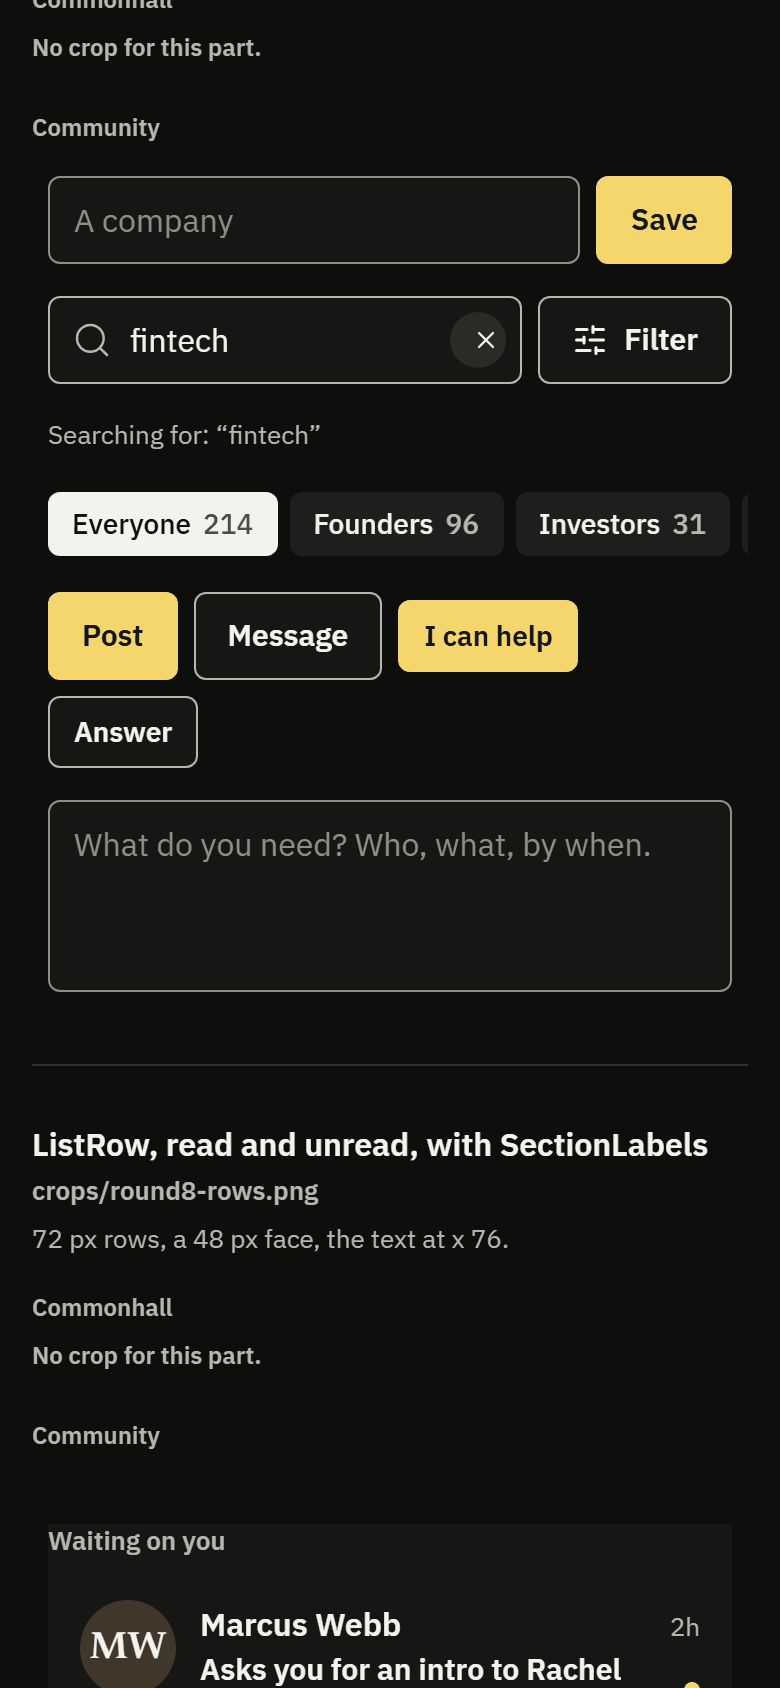 Commonhall
No crop for this part.
Community
A company
Save
fintech
Filter
Searching for: “fintech”
Everyone 214
Founders 96
Investors 31
Post
Message
I can help
Answer
What do you need? Who, what, by when.
ListRow, read and unread, with SectionLabels
crops/round8-rows.png
72 px rows, a 48 px face, the text at x 76.
Commonhall
No crop for this part.
Community
Waiting on you
MW
Marcus Webb
2h
Asks you for an intro to Rachel